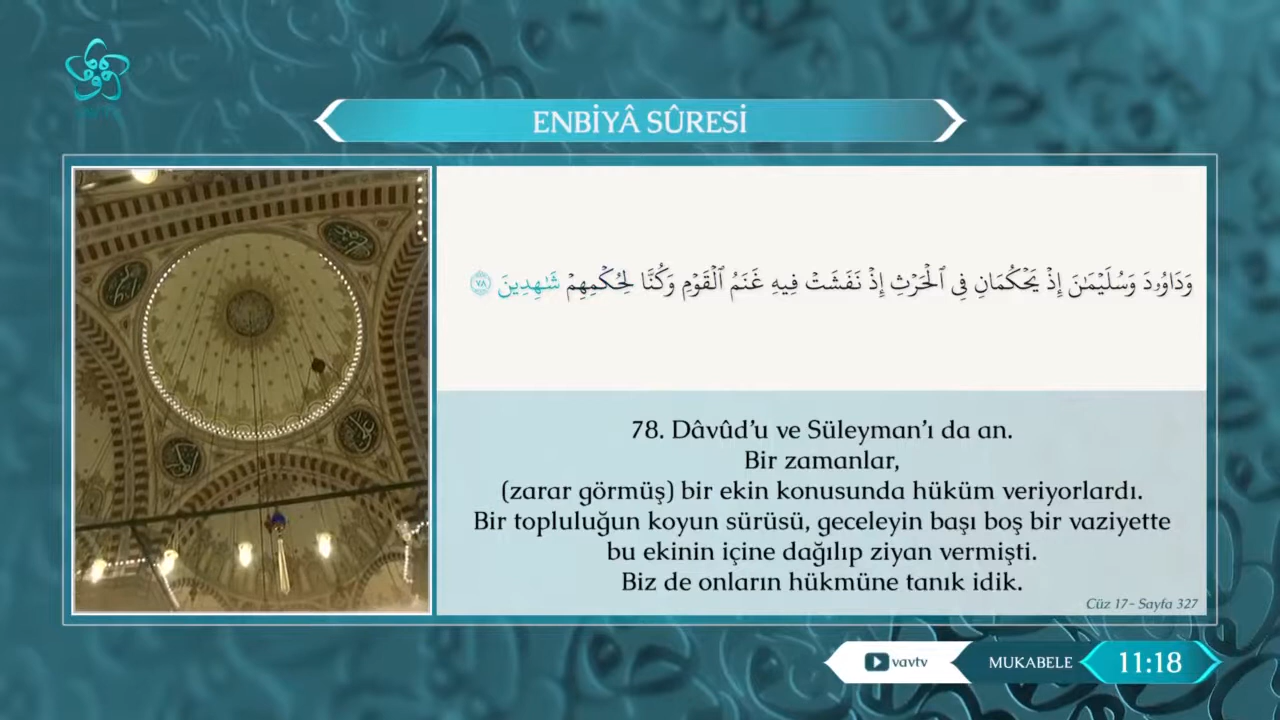 ENBİYÂ SÛRESİ
وَدَاوُۥدَ وَسُلَيْمَٰنَ إِذْ يَحْكُمَانِ فِى ٱلْحَرْثِ إِذْ نَفَشَتْ فِيهِ غَنَمُ ٱلْقَوْمِ وَكُنَّا لِحُكْمِهِمْ شَٰهِدِينَ ٧٨
78. Dâvûd’u ve Süleyman’ı da an.
Bir zamanlar,
(zarar görmüş) bir ekin konusunda hüküm veriyorlardı.
Bir topluluğun koyun sürüsü, geceleyin başı boş bir vaziyette
bu ekinin içine dağılıp ziyan vermişti.
Biz de onların hükmüne tanık idik.
Cüz 17- Sayfa 327
vavtv
MUKABELE
11:18